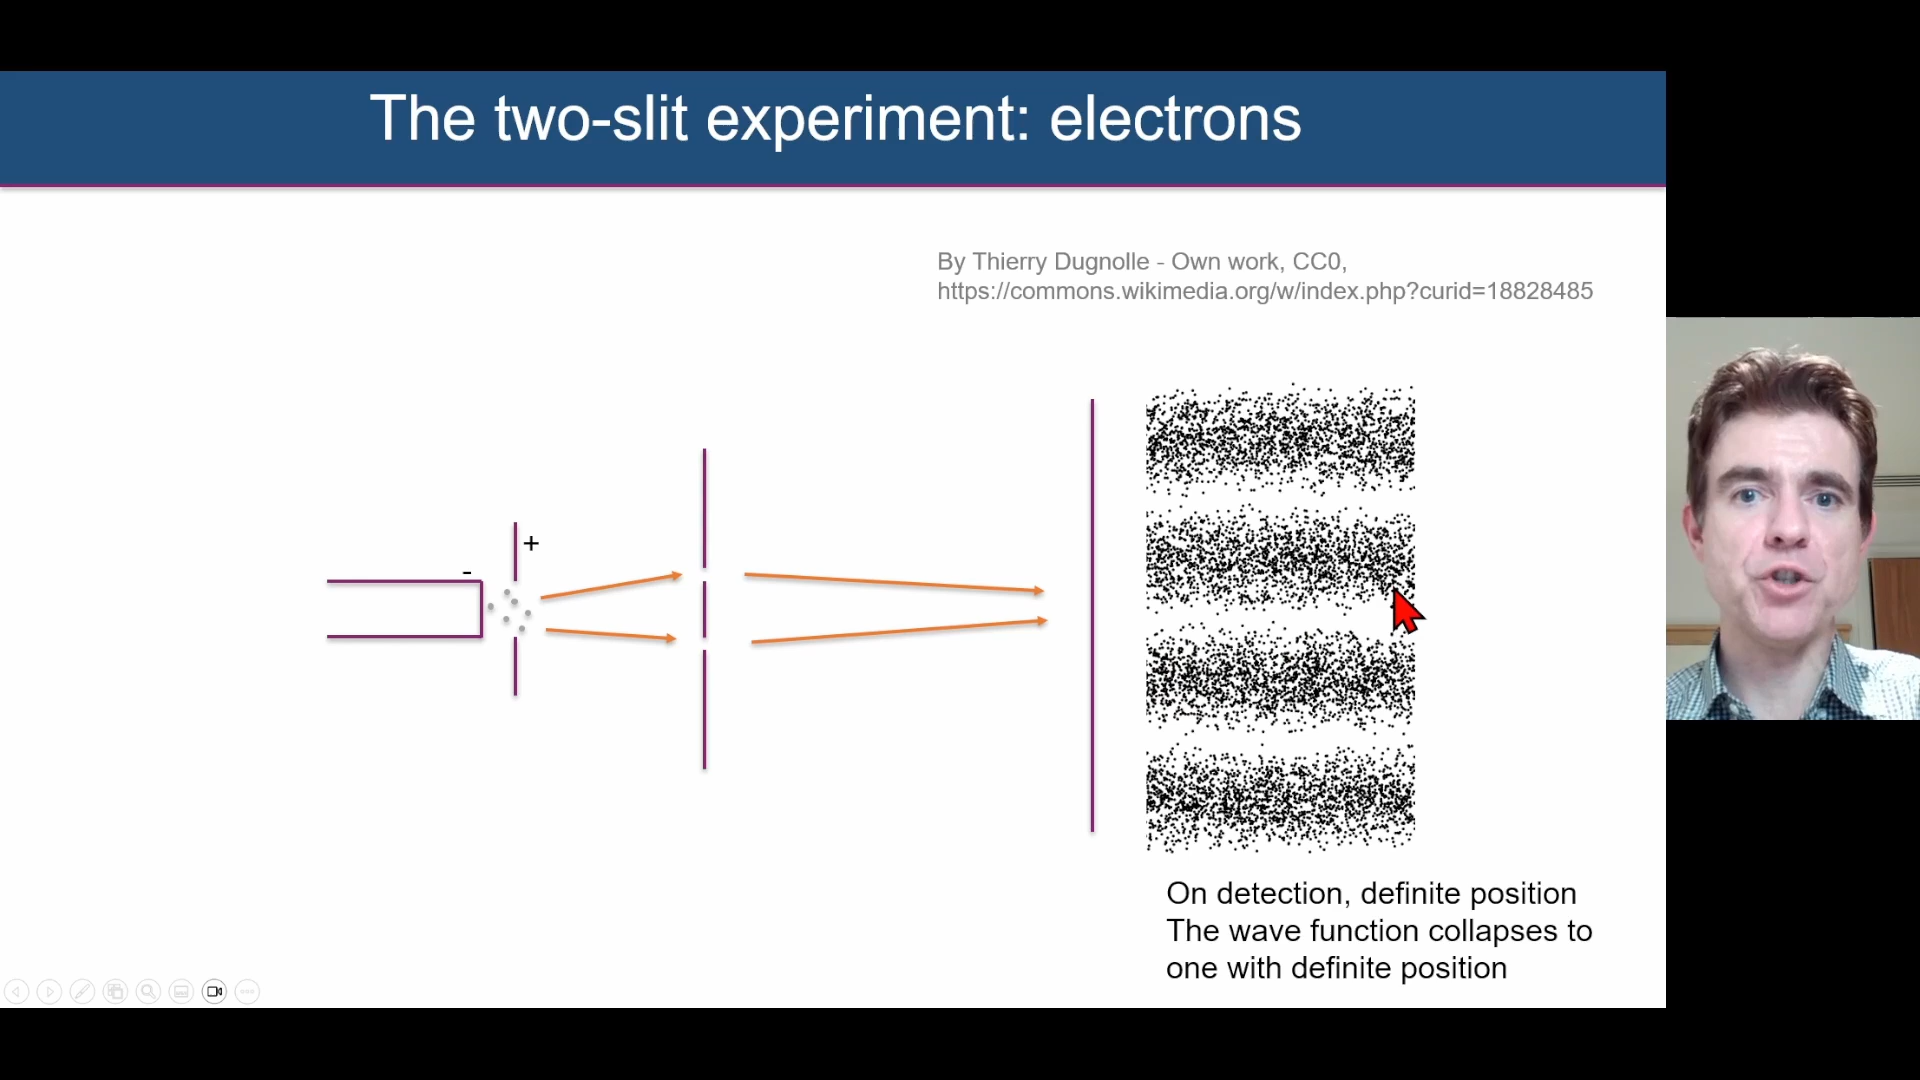 The two-slit experiment: electrons
By Thierry Dugnolle - Own work, CC0,
https://commons.wikimedia.org/w/index.php?curid=18828485
+
-
On detection, definite position
The wave function collapses to
one with definite position